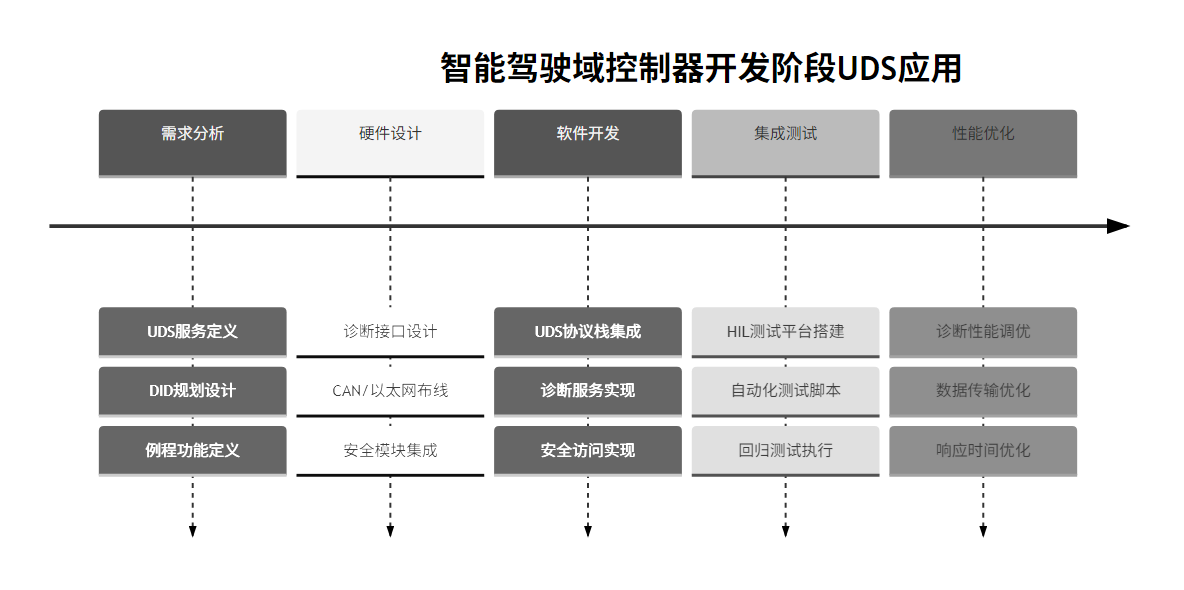 智能驾驶域控制器开发阶段UDS应用
需求分析
硬件设计
软件开发
集成测试
性能优化
UDS服务定义
诊断接口设计
UDS协议栈集成
HIL测试平台搭建
诊断性能调优
DID规划设计
CAN/以太网布线
诊断服务实现
自动化测试脚本
数据传输优化
例程功能定义
安全模块集成
安全访问实现
回归测试执行
响应时间优化